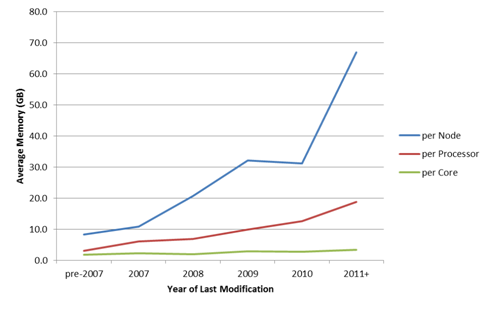 80.0
70.0
60.0
50.0
40.0
30.0
20.0
10.0
0.0
Average Memory (GB)
pre-2007 2007 2008 2009 2010 2011+
Year of Last Modification
per Node
per Processor
per Core